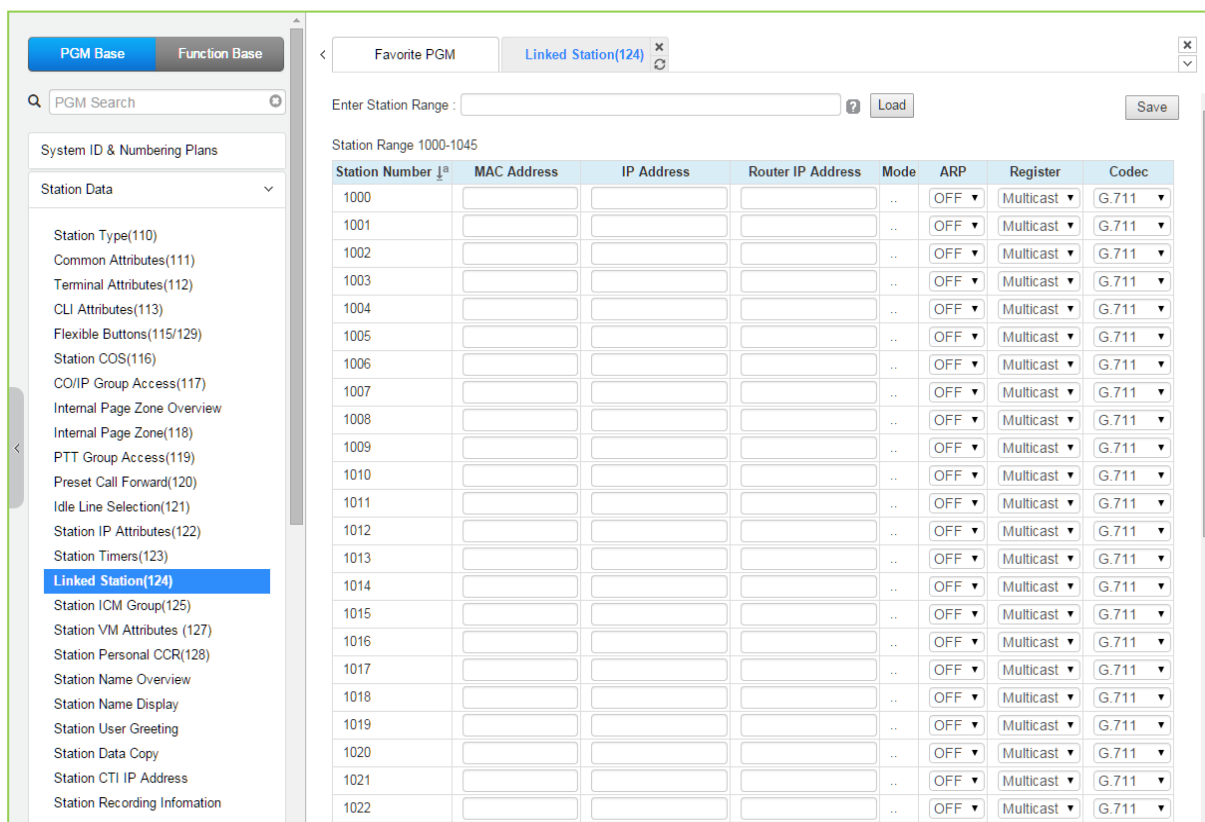 PGM Base Function Base
PGM Search
System ID & Numbering Plans
Station Data
Station Type(110)
Common Attributes(111)
Terminal Attributes(112)
CLI Attributes(113)
Flexible Buttons(115/129)
Station COS(116)
CO/IP Group Access(117)
Internal Page Zone Overview
Internal Page Zone(118)
PTT Group Access(119)
Preset Call Forward(120)
Idle Line Selection(121)
Station IP Attributes(122)
Station Timers(123)
Linked Station(124)
Station ICM Group(125)
Station VM Attributes (127)
Station Personal CCR(128)
Station Name Overview
Station Name Display
Station User Greeting
Station Data Copy
Station CTI IP Address
Station Recording Infomation
Favorite PGM Linked Station(124)
Enter Station Range : ? Load Save
Station Range 1000-1045
Station Number MAC Address IP Address Router IP Address Mode ARP Register Codec
1000 .. OFF Multicast G.711
1001 .. OFF Multicast G.711
1002 .. OFF Multicast G.711
1003 .. OFF Multicast G.711
1004 .. OFF Multicast G.711
1005 .. OFF Multicast G.711
1006 .. OFF Multicast G.711
1007 .. OFF Multicast G.711
1008 .. OFF Multicast G.711
1009 .. OFF Multicast G.711
1010 .. OFF Multicast G.711
1011 .. OFF Multicast G.711
1012 .. OFF Multicast G.711
1013 .. OFF Multicast G.711
1014 .. OFF Multicast G.711
1015 .. OFF Multicast G.711
1016 .. OFF Multicast G.711
1017 .. OFF Multicast G.711
1018 .. OFF Multicast G.711
1019 .. OFF Multicast G.711
1020 .. OFF Multicast G.711
1021 .. OFF Multicast G.711
1022 .. OFF Multicast G.711